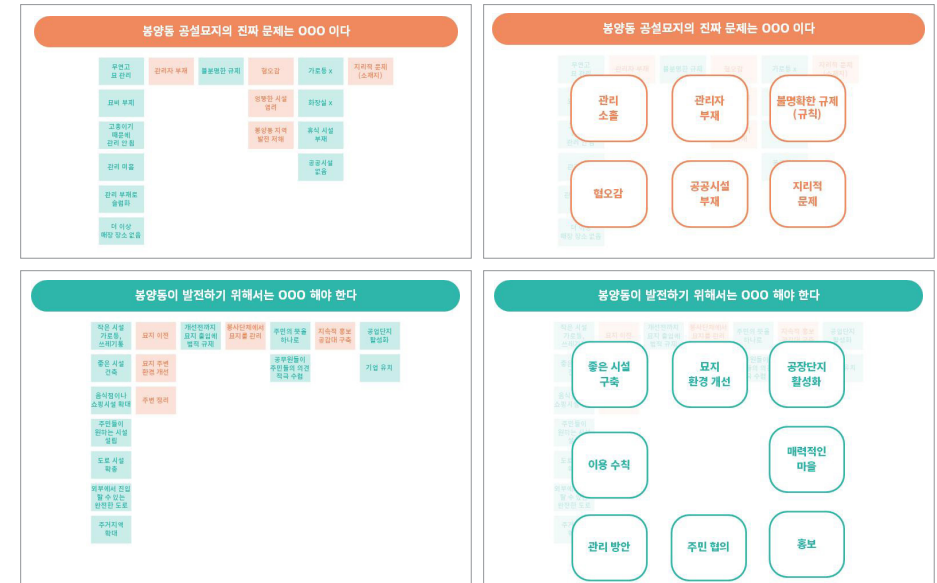 봉양동 공설묘지의 진짜 문제는 OOO 이다
무연고
묘 관리
관리자 부재
불분명한 규제
혐오감
가로등 x
지리적 문제
(소래지)
묘비 부재
엉뚱한 시설
염려
화장실 x
고총이기
때문에
관리 안 됨
봉양동 지역
발전 저해
휴식 시설
부재
관리 미흡
공공시설
없음
관리 부재로
슬럼화
더 이상
매장 장소 없음
봉양동 공설묘지의 진짜 문제는 OOO 이다
관리
소홀
관리자
부재
불명확한 규제
(규칙)
혐오감
공공시설
부재
지리적
문제
봉양동이 발전하기 위해서는 OOO 해야 한다
작은 시설
가로등,
쓰레기통
묘지 이전
개선전까지
묘지 출입에
법적 규제
봉사단체에서
묘지를 관리
주민의 뜻을
하나로
지속적 홍보
공감대 구축
공업단지
활성화
좋은 시설
건축
묘지 주변
환경 개선
공무원들이
주민들의 의견
적극 수렴
기업 유치
음식점이나
쇼핑시설 확대
주변 정리
주민들이
원하는 시설
설립
도로 시설
확충
외부에서 진입
할 수 있는
안전한 도로
주거지역
확대
봉양동이 발전하기 위해서는 OOO 해야 한다
좋은 시설
구축
묘지
환경 개선
공장단지
활성화
이용 수칙
매력적인
마을
관리 방안
주민 협의
홍보